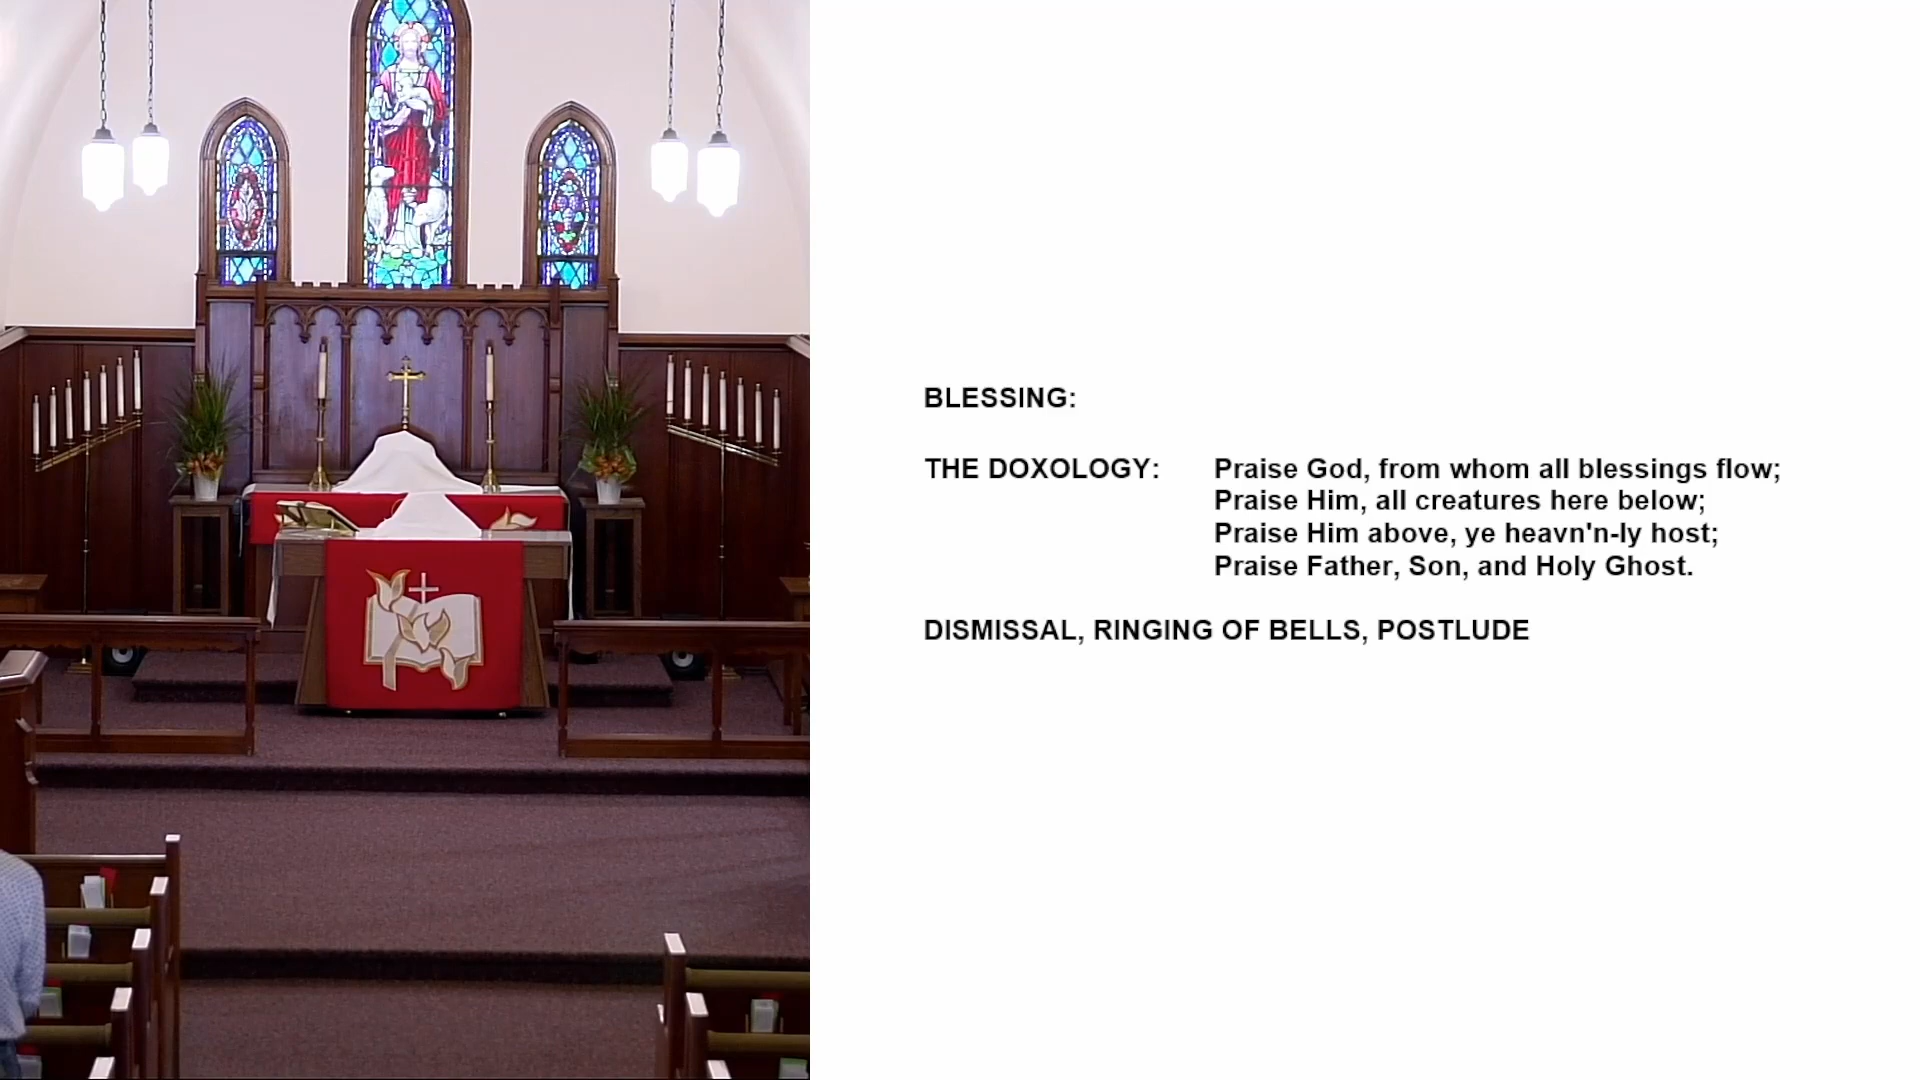 BLESSING:
THE DOXOLOGY: Praise God, from whom all blessings flow;
Praise Him, all creatures here below;
Praise Him above, ye heavn'n-ly host;
Praise Father, Son, and Holy Ghost.
DISMISSAL, RINGING OF BELLS, POSTLUDE